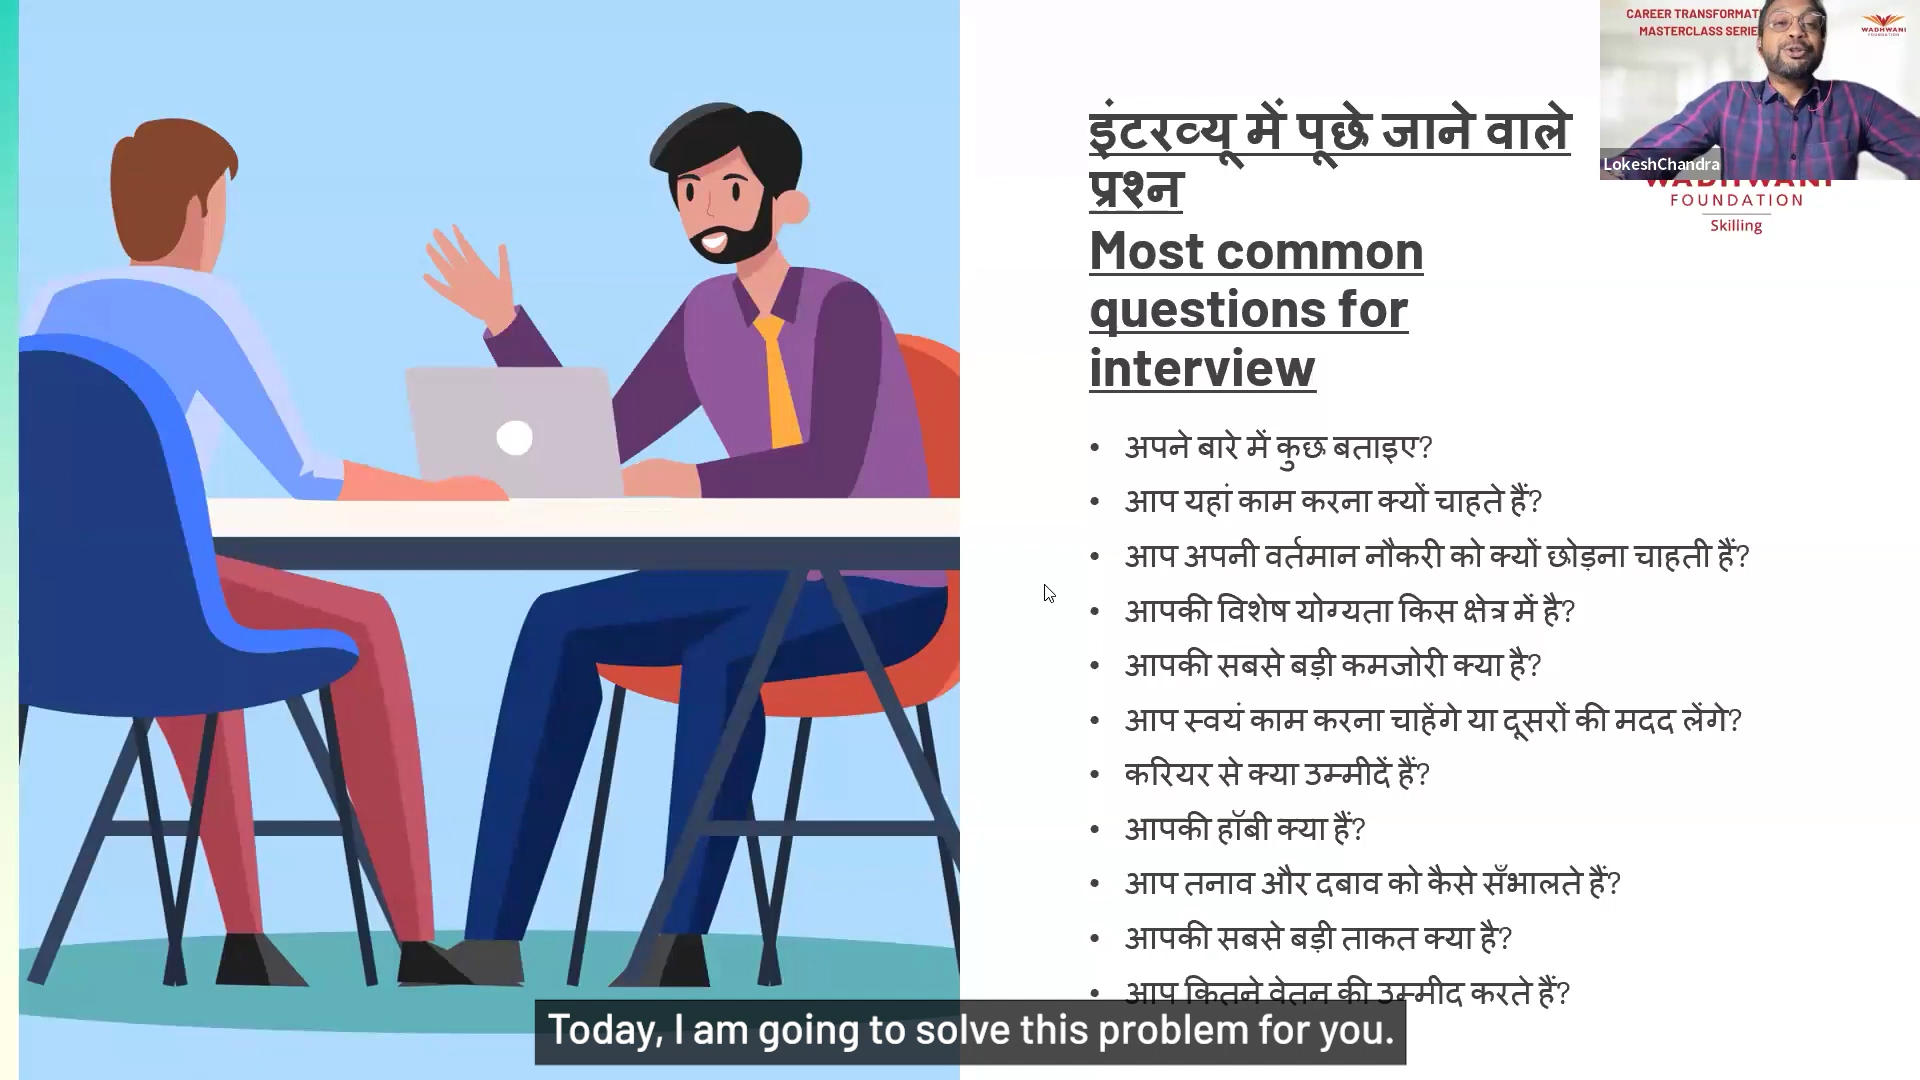 CAREER TRANSFORMATI
MASTERCLASS SERIE
WADHWANI
FOUNDATION
LokeshChandra
WADHWANI
FOUNDATION
Skilling
इंटरव्यू में पूछे जाने वाले
प्रश्न
Most common
questions for
interview
• अपने बारे में कुछ बताइए?
• आप यहां काम करना क्यों चाहते हैं?
• आप अपनी वर्तमान नौकरी को क्यों छोड़ना चाहती हैं?
• आपकी विशेष योग्यता किस क्षेत्र में है?
• आपकी सबसे बड़ी कमजोरी क्या है?
• आप स्वयं काम करना चाहेंगे या दूसरों की मदद लेंगे?
• करियर से क्या उम्मीदें हैं?
• आपकी हॉबी क्या हैं?
• आप तनाव और दबाव को कैसे सँभालते हैं?
• आपकी सबसे बड़ी ताकत क्या है?
• आप कितने वेतन की उम्मीद करते हैं?
Today, I am going to solve this problem for you.